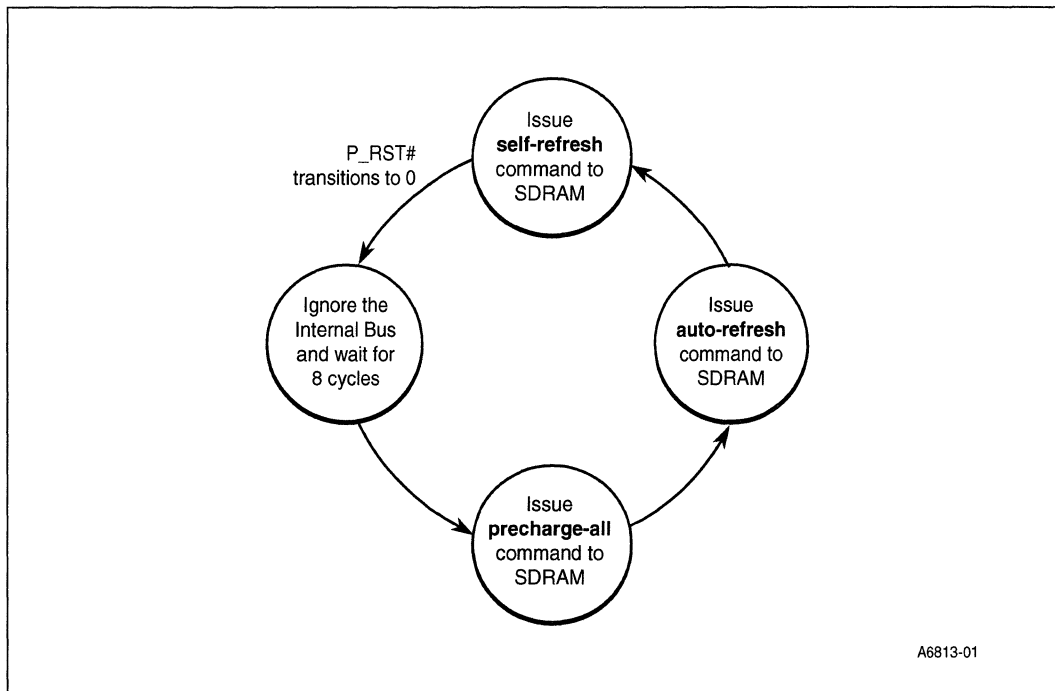 Issue
self-refresh
command to
SDRAM
P_RST#
transitions to 0
Ignore the
Internal Bus
and wait for
8 cycles
Issue
auto-refresh
command to
SDRAM
Issue
precharge-all
command to
SDRAM
A6813-01